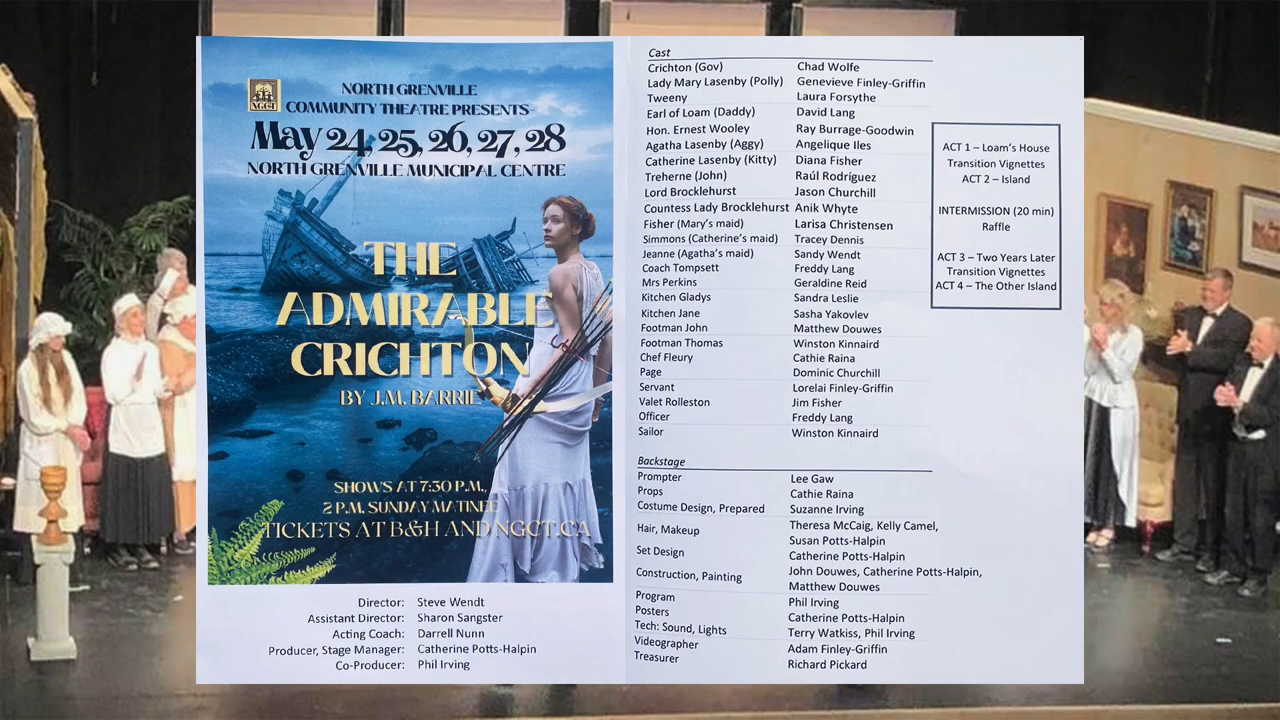 NGCT
NORTH GRENVILLE
COMMUNITY THEATRE PRESENTS
May 24, 25, 26, 27, 28
NORTH GRENVILLE MUNICIPAL CENTRE
THE
ADMIRABLE
CRICHTON
BY J.M. BARRIE
SHOWS AT 7:30 P.M.,
2 P.M. SUNDAY MATINEE
TICKETS AT B&H AND NGCT.CA
Director: Steve Wendt
Assistant Director: Sharon Sangster
Acting Coach: Darrell Nunn
Producer, Stage Manager: Catherine Potts-Halpin
Co-Producer: Phil Irving
Cast
Crichton (Gov) Chad Wolfe
Lady Mary Lasenby (Polly) Genevieve Finley-Griffin
Tweeny Laura Forsythe
Earl of Loam (Daddy) David Lang
Hon. Ernest Wooley Ray Burrage-Goodwin
Agatha Lasenby (Aggy) Angelique Iles
Catherine Lasenby (Kitty) Diana Fisher
Treherne (John) Raúl Rodríguez
Lord Brocklehurst Jason Churchill
Countess Lady Brocklehurst Anik Whyte
Fisher (Mary's maid) Larisa Christensen
Simmons (Catherine's maid) Tracey Dennis
Jeanne (Agatha's maid) Sandy Wendt
Coach Tompsett Freddy Lang
Mrs Perkins Geraldine Reid
Kitchen Gladys Sandra Leslie
Kitchen Jane Sasha Yakovlev
Footman John Matthew Douwes
Footman Thomas Winston Kinnaird
Chef Fleury Cathie Raina
Page Dominic Churchill
Servant Lorelai Finley-Griffin
Valet Rolleston Jim Fisher
Officer Freddy Lang
Sailor Winston Kinnaird
Backstage
Prompter Lee Gaw
Props Cathie Raina
Costume Design, Prepared Suzanne Irving
Hair, Makeup Theresa McCaig, Kelly Camel,
Susan Potts-Halpin
Set Design Catherine Potts-Halpin
Construction, Painting John Douwes, Catherine Potts-Halpin,
Matthew Douwes
Program Phil Irving
Posters Catherine Potts-Halpin
Tech: Sound, Lights Terry Watkiss, Phil Irving
Videographer Adam Finley-Griffin
Treasurer Richard Pickard
ACT 1 – Loam's House
Transition Vignettes
ACT 2 – Island
INTERMISSION (20 min)
Raffle
ACT 3 – Two Years Later
Transition Vignettes
ACT 4 – The Other Island